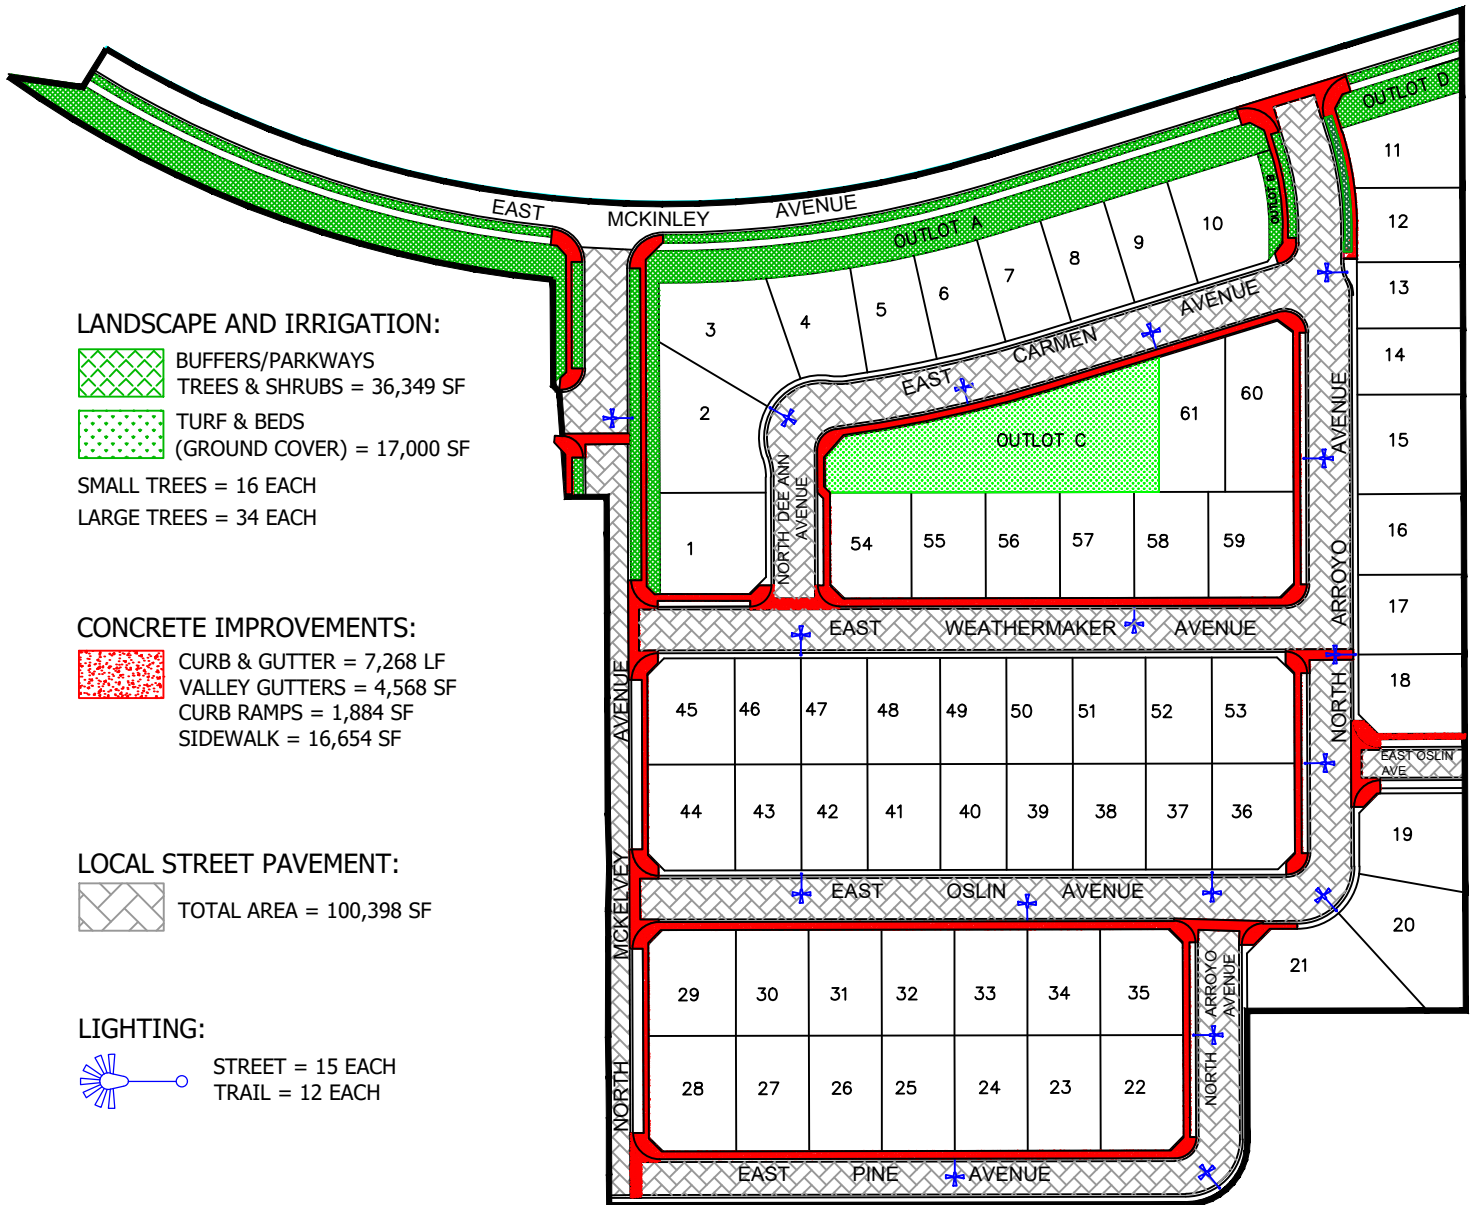 LANDSCAPE AND IRRIGATION:
BUFFERS/PARKWAYS
TREES & SHRUBS = 36,349 SF
TURF & BEDS
(GROUND COVER) = 17,000 SF
SMALL TREES = 16 EACH
LARGE TREES = 34 EACH
CONCRETE IMPROVEMENTS:
CURB & GUTTER = 7,268 LF
VALLEY GUTTERS = 4,568 SF
CURB RAMPS = 1,884 SF
SIDEWALK = 16,654 SF
LOCAL STREET PAVEMENT:
TOTAL AREA = 100,398 SF
LIGHTING:
STREET = 15 EACH
TRAIL = 12 EACH
EAST MCKINLEY AVENUE
OUTLOT A
OUTLOT B
OUTLOT D
3
4
5
6
7
8
9
10
11
12
13
14
15
16
17
18
2
1
EAST CARMEN AVENUE
NORTH DEE ANN
AVENUE
OUTLOT C
61
60
54
55
56
57
58
59
NORTH ARROYO AVENUE
EAST WEATHERMAKER AVENUE
45
46
47
48
49
50
51
52
53
44
43
42
41
40
39
38
37
36
EAST OSLIN
AVE
19
20
21
EAST OSLIN AVENUE
NORTH MCKELVEY AVENUE
29
30
31
32
33
34
35
28
27
26
25
24
23
22
NORTH ARROYO
AVENUE
EAST PINE AVENUE